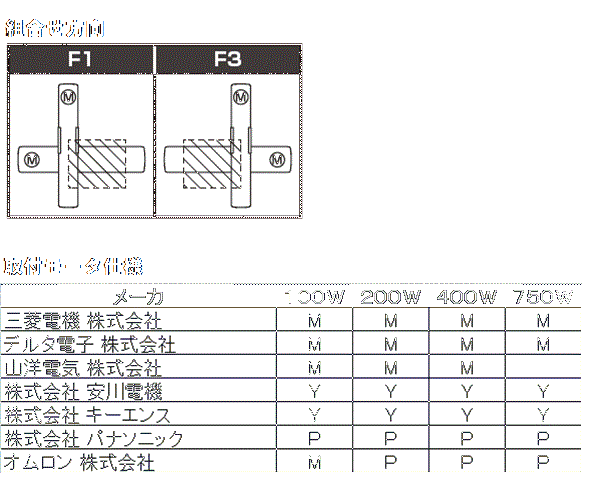 組合せ方向
F1 F3
M M
M M
取付モータ仕様
メーカ 100W 200W 400W 750W
三菱電機 株式会社 M M M M
デルタ電子 株式会社 M M M M
山洋電気 株式会社 M M M
株式会社 安川電機 Y Y Y Y
株式会社 キーエンス Y Y Y Y
株式会社 パナソニック P P P P
オムロン 株式会社 M P P P